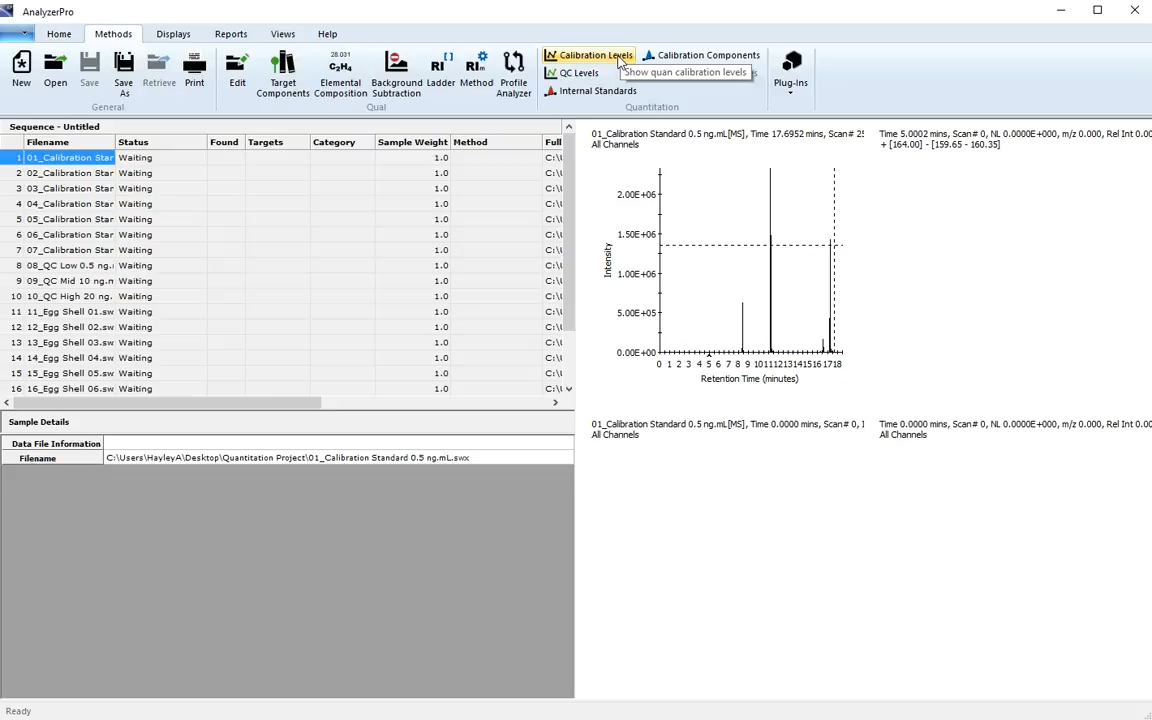 AnalyzerPro
Home Methods Displays Reports Views Help
New Open Save Save As Retrieve Print
General
Edit Target Components 28.031 C₂H₄ Elemental Composition Background Subtraction RI Ladder RIm Method Profile Analyzer
Qual
Calibration Levels Calibration Components
QC Levels
Show quan calibration levels
Internal Standards
Quantitation
Plug-Ins
Sequence - Untitled
Filename Status Found Targets Category Sample Weight Method Full
1 01_Calibration Star Waiting 1.0 C:\
2 02_Calibration Star Waiting 1.0 C:\
3 03_Calibration Star Waiting 1.0 C:\
4 04_Calibration Star Waiting 1.0 C:\
5 05_Calibration Star Waiting 1.0 C:\
6 06_Calibration Star Waiting 1.0 C:\
7 07_Calibration Star Waiting 1.0 C:\
8 08_QC Low 0.5 ng. Waiting 1.0 C:\
9 09_QC Mid 10 ng.m Waiting 1.0 C:\
10 10_QC High 20 ng. Waiting 1.0 C:\
11 11_Egg Shell 01.sw Waiting 1.0 C:\
12 12_Egg Shell 02.sw Waiting 1.0 C:\
13 13_Egg Shell 03.sw Waiting 1.0 C:\
14 14_Egg Shell 04.sw Waiting 1.0 C:\
15 15_Egg Shell 05.sw Waiting 1.0 C:\
16 16_Egg Shell 06.sw Waiting 1.0 C:\
Sample Details
Data File Information
Filename C:\Users\HayleyA\Desktop\Quantitation Project\01_Calibration Standard 0.5 ng.mL.swx
01_Calibration Standard 0.5 ng.mL[MS], Time 17.6952 mins, Scan# 25
All Channels
2.00E+06
1.50E+06
1.00E+06
5.00E+05
0.00E+00
Intensity
0 1 2 3 4 5 6 7 8 9 10 11 12 13 14 15 16 17 18
Retention Time (minutes)
Time 5.0002 mins, Scan# 0, NL 0.0000E+000, m/z 0.000, Rel Int 0.00
+ [164.00] - [159.65 - 160.35]
01_Calibration Standard 0.5 ng.mL[MS], Time 0.0000 mins, Scan# 0,
All Channels
Time 0.0000 mins, Scan# 0, NL 0.0000E+000, m/z 0.000, Rel Int 0.00
All Channels
Ready